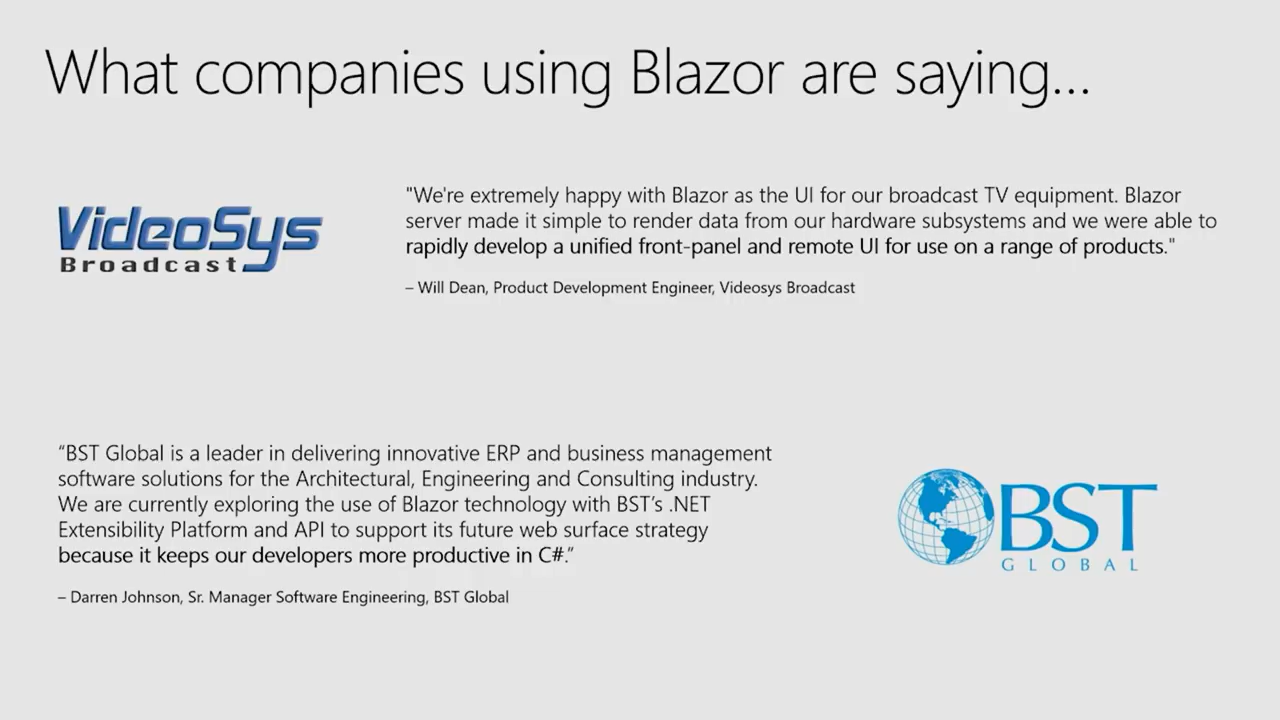 What companies using Blazor are saying...
VideoSys
Broadcast
"We're extremely happy with Blazor as the UI for our broadcast TV equipment. Blazor
server made it simple to render data from our hardware subsystems and we were able to
rapidly develop a unified front-panel and remote UI for use on a range of products."
– Will Dean, Product Development Engineer, Videosys Broadcast
“BST Global is a leader in delivering innovative ERP and business management
software solutions for the Architectural, Engineering and Consulting industry.
We are currently exploring the use of Blazor technology with BST’s .NET
Extensibility Platform and API to support its future web surface strategy
because it keeps our developers more productive in C#.”
– Darren Johnson, Sr. Manager Software Engineering, BST Global
BST
GLOBAL